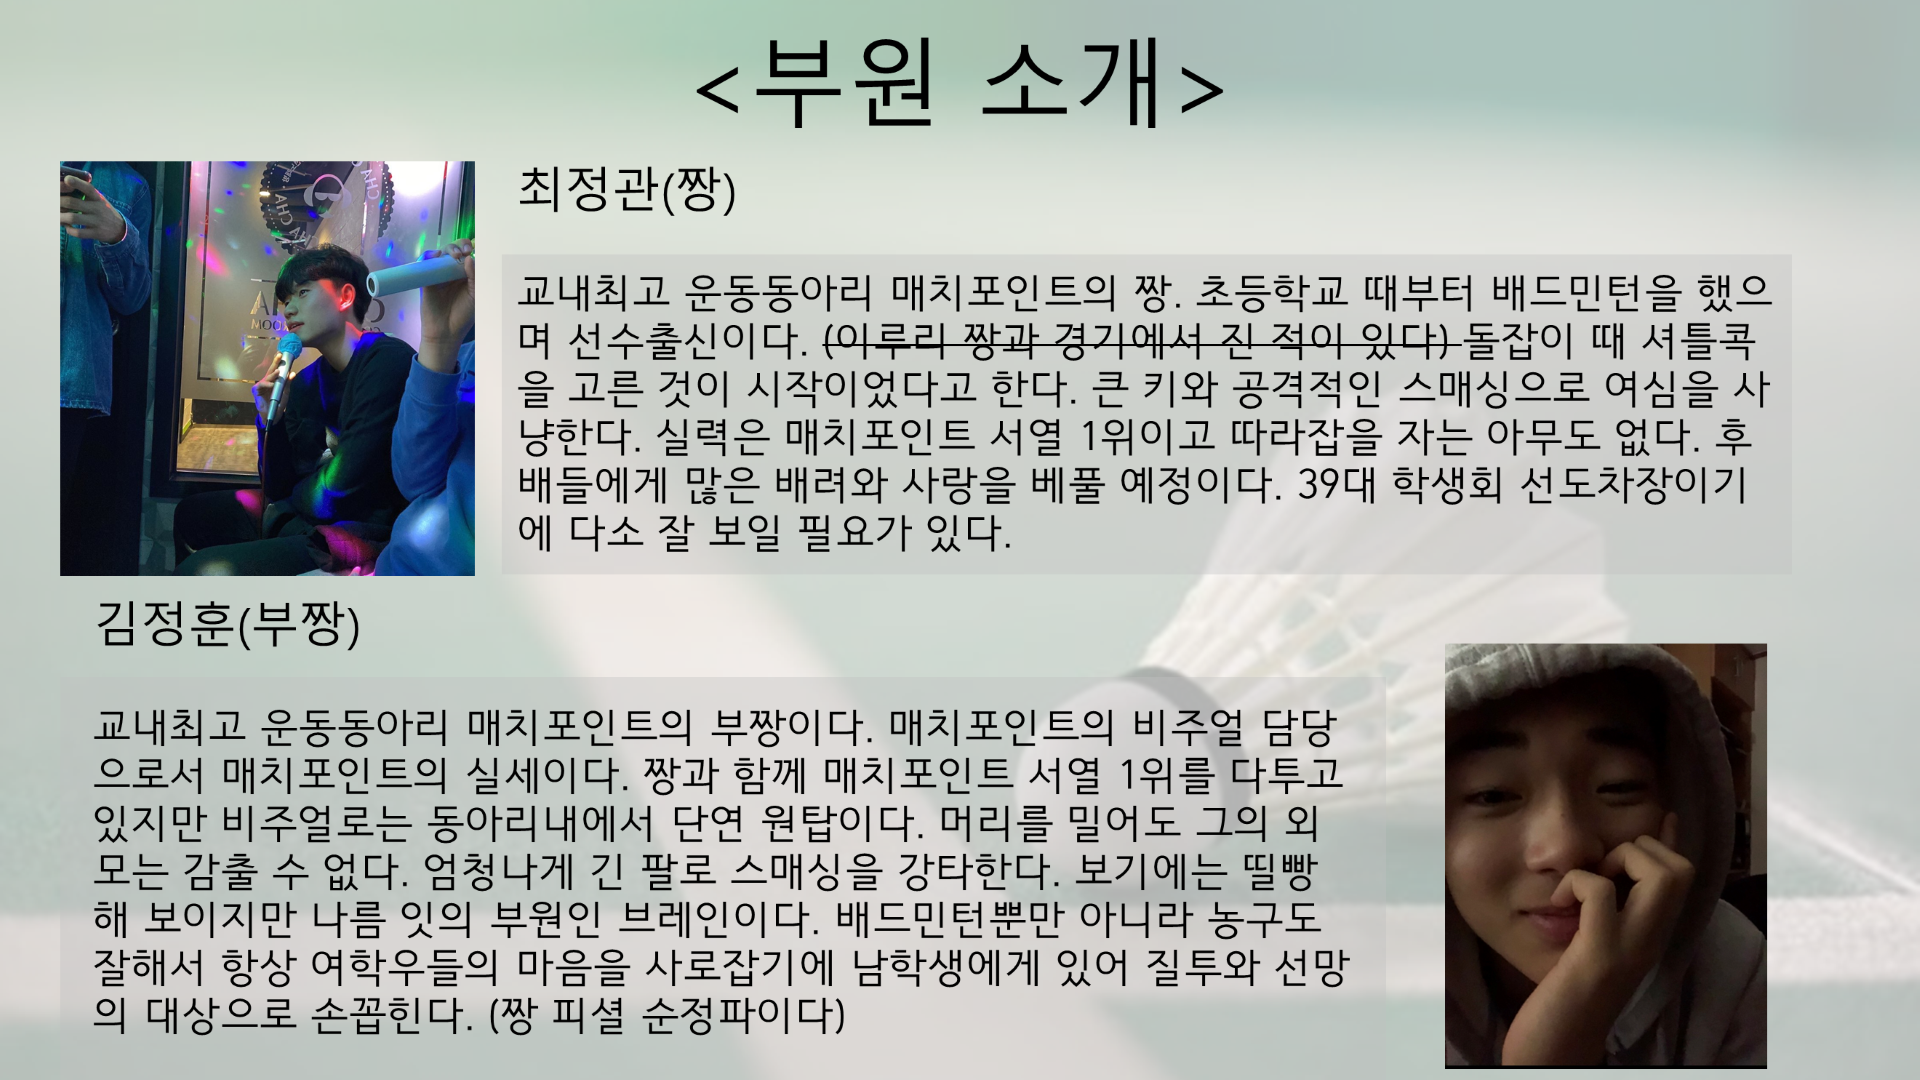 <부원 소개>
최정관(짱)
교내최고 운동동아리 매치포인트의 짱. 초등학교 때부터 배드민턴을 했으
며 선수출신이다. (이루리 짱과 경기에서 진 적이 있다) 돌잡이 때 셔틀콕
을 고른 것이 시작이었다고 한다. 큰 키와 공격적인 스매싱으로 여심을 사
냥한다. 실력은 매치포인트 서열 1위이고 따라잡을 자는 아무도 없다. 후
배들에게 많은 배려와 사랑을 베풀 예정이다. 39대 학생회 선도차장이기
에 다소 잘 보일 필요가 있다.
김정훈(부짱)
교내최고 운동동아리 매치포인트의 부짱이다. 매치포인트의 비주얼 담당
으로서 매치포인트의 실세이다. 짱과 함께 매치포인트 서열 1위를 다투고
있지만 비주얼로는 동아리내에서 단연 원탑이다. 머리를 밀어도 그의 외
모는 감출 수 없다. 엄청나게 긴 팔로 스매싱을 강타한다. 보기에는 띨빵
해 보이지만 나름 잇의 부원인 브레인이다. 배드민턴뿐만 아니라 농구도
잘해서 항상 여학우들의 마음을 사로잡기에 남학생에게 있어 질투와 선망
의 대상으로 손꼽힌다. (짱 피셜 순정파이다)